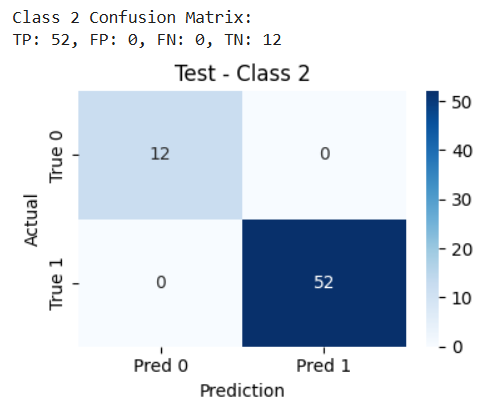 Class 2 Confusion Matrix:
TP: 52, FP: 0, FN: 0, TN: 12
Test - Class 2
50
True 0
12
0
40
30
Actual
20
True 1
0
52
10
0
Pred 0
Pred 1
Prediction